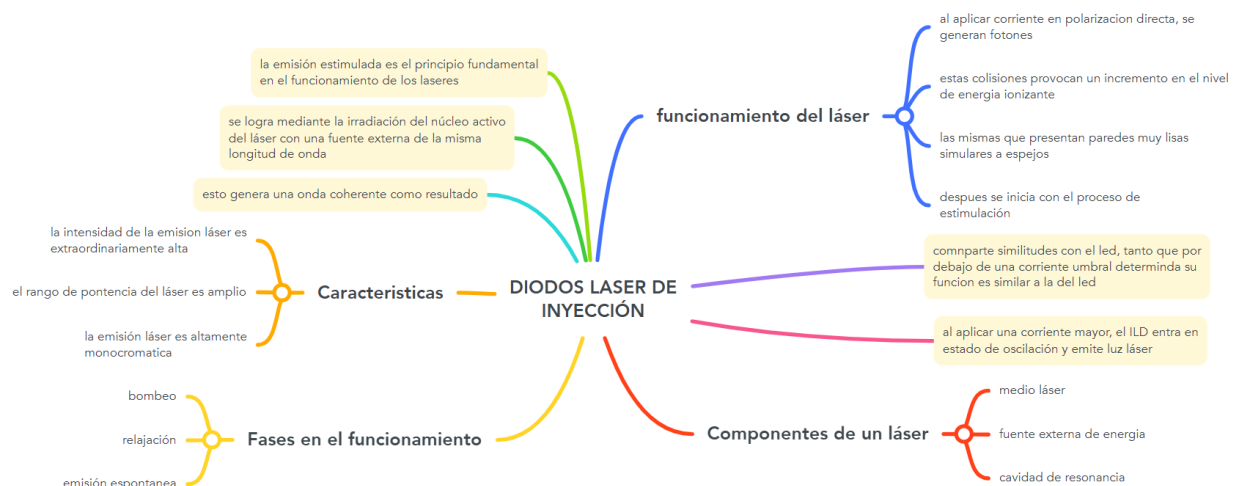 DIODOS LASER DE
INYECCIÓN
la emisión estimulada es el principio fundamental
en el funcionamiento de los laseres
se logra mediante la irradiación del núcleo activo
del láser con una fuente externa de la misma
longitud de onda
esto genera una onda coherente como resultado
Caracteristicas
la intensidad de la emision láser es
extraordinariamente alta
el rango de pontencia del láser es amplio
la emisión láser es altamente
monocromatica
Fases en el funcionamiento
bombeo
relajación
emisión espontanea
funcionamiento del láser
al aplicar corriente en polarizacion directa, se
generan fotones
estas colisiones provocan un incremento en el nivel
de energia ionizante
las mismas que presentan paredes muy lisas
simulares a espejos
despues se inicia con el proceso de
estimulación
comnparte similitudes con el led, tanto que por
debajo de una corriente umbral determinda su
funcion es similar a la del led
al aplicar una corriente mayor, el ILD entra en
estado de oscilación y emite luz láser
Componentes de un láser
medio láser
fuente externa de energia
cavidad de resonancia